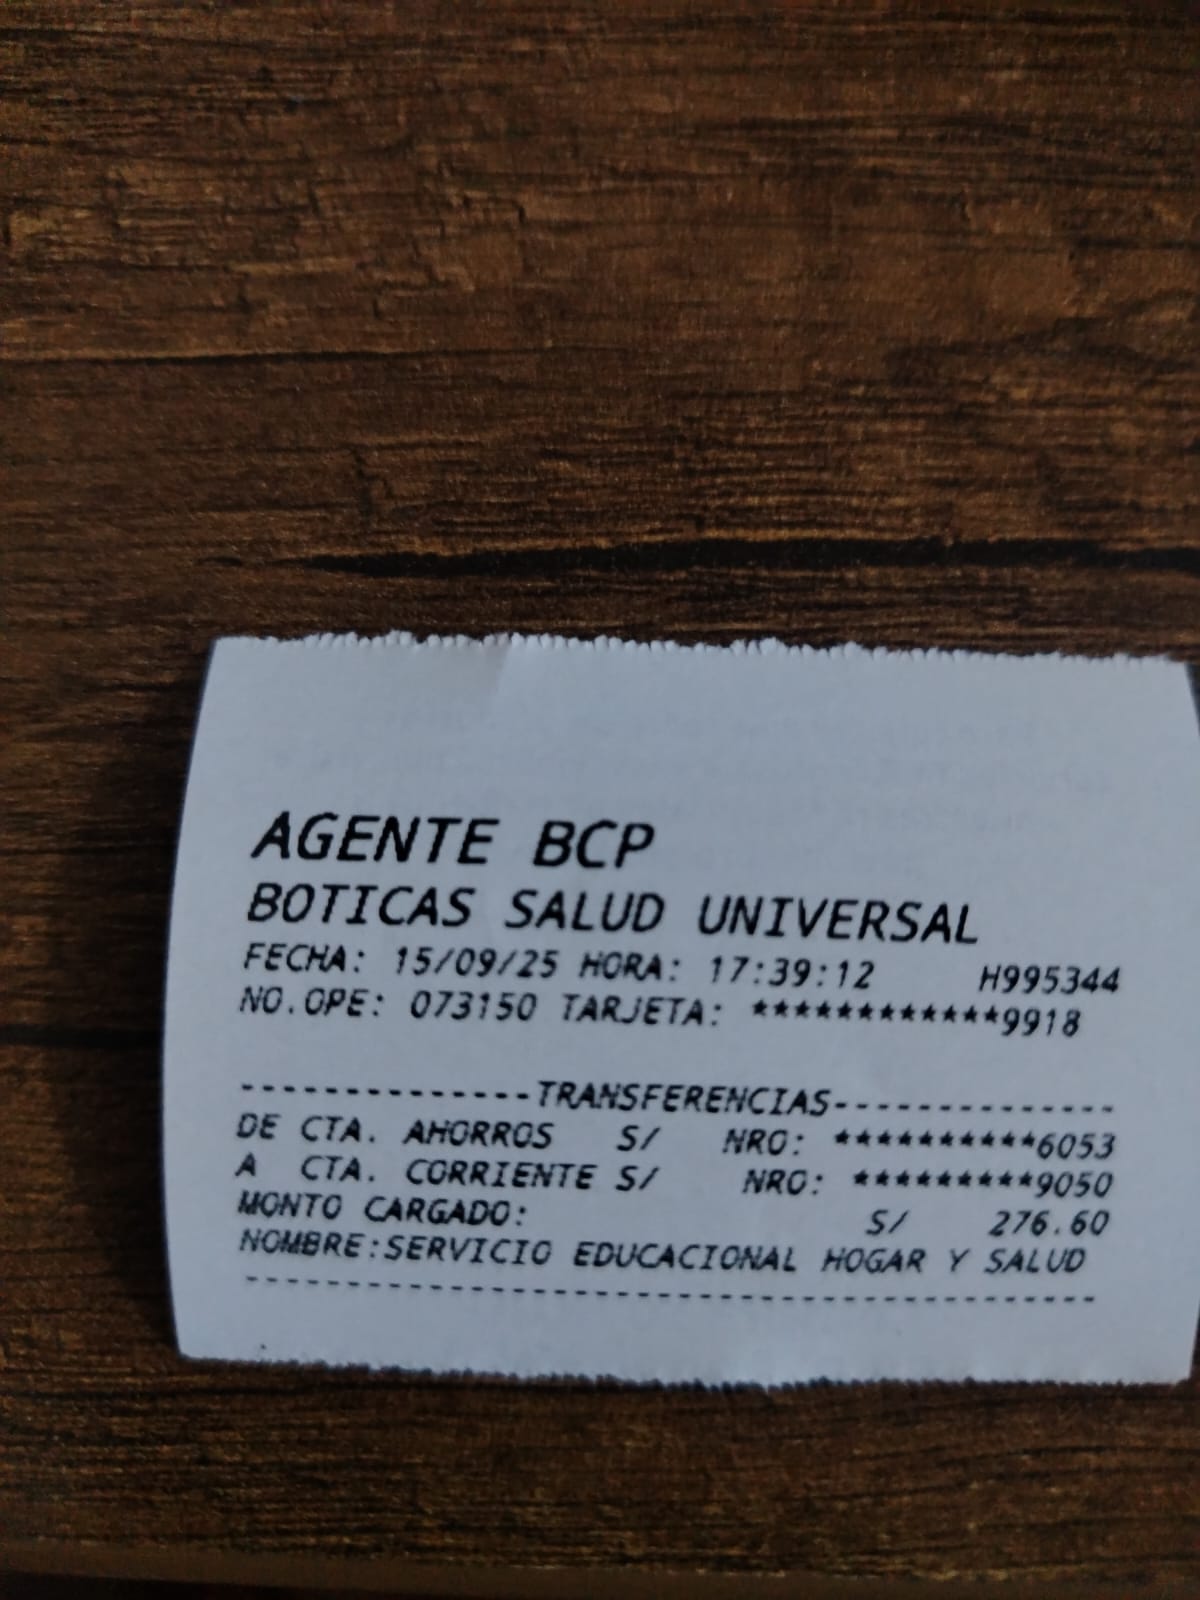 AGENTE BCP
BOTICAS SALUD UNIVERSAL
FECHA: 15/09/25 HORA: 17:39:12 H995344
NO.OPE: 073150 TARJETA: ************9918
--------------TRANSFERENCIAS--------------
DE CTA. AHORROS S/ NRO: **********6053
A CTA. CORRIENTE S/ NRO: *********9050
MONTO CARGADO: S/ 276.60
NOMBRE:SERVICIO EDUCACIONAL HOGAR Y SALUD
------------------------------------------